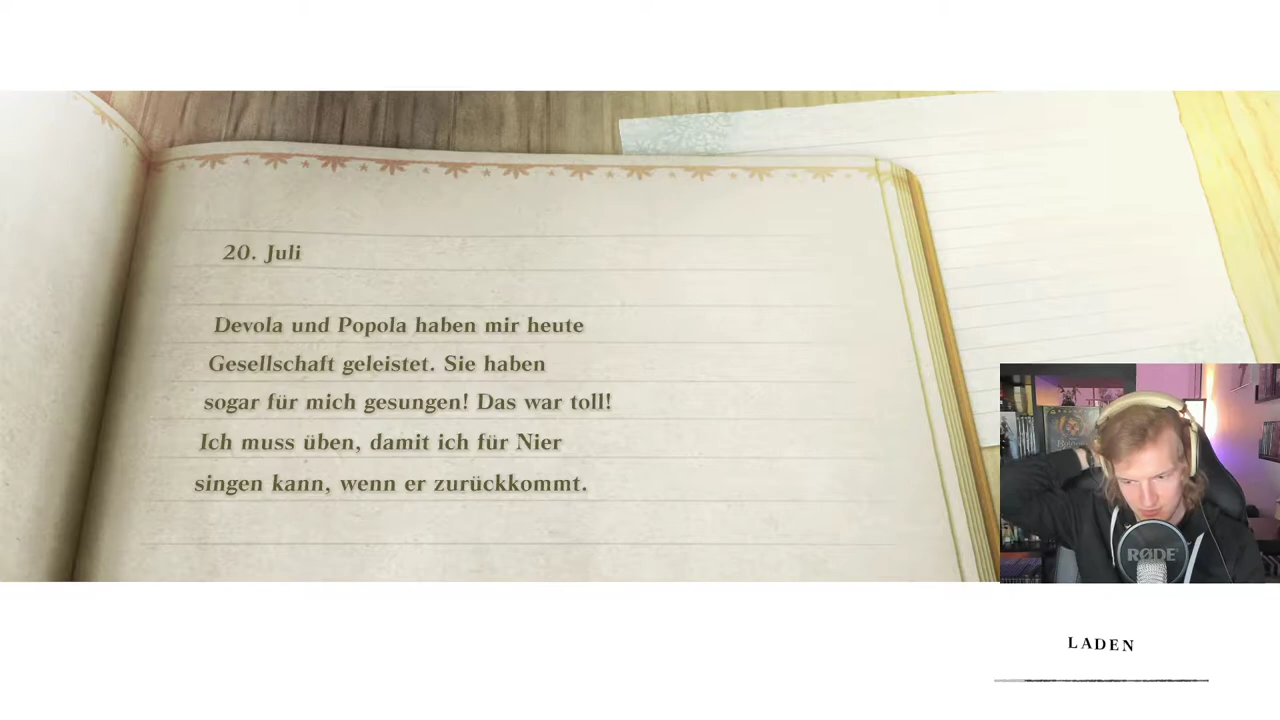 20. Juli
Devola und Popola haben mir heute
Gesellschaft geleistet. Sie haben
sogar für mich gesungen! Das war toll!
Ich muss üben, damit ich für Nier
singen kann, wenn er zurückkommt.
RØDE
LADEN